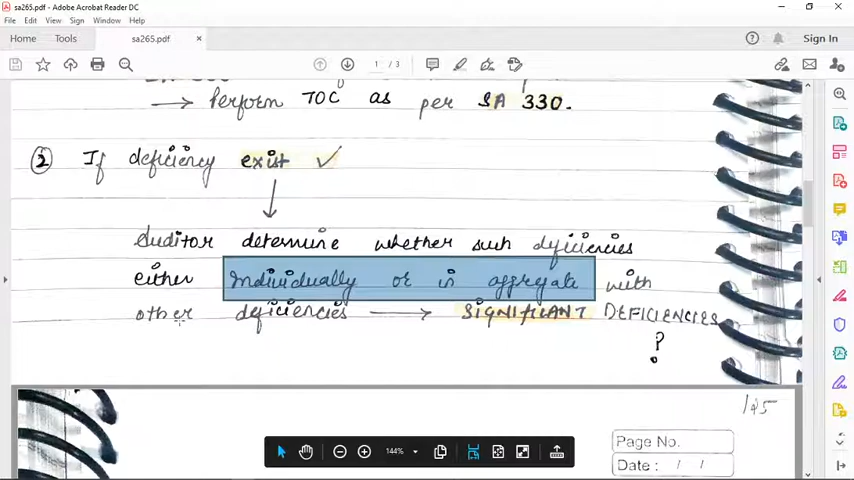 sa265.pdf - Adobe Acrobat Reader DC
File Edit View Sign Window Help
Home Tools sa265.pdf × Sign In
1 / 3
→ Perform TOC as per SA 330.
② If deficiency exist ✓
↓
Auditor determine whether such deficiencies
either individually or in aggregate with
other deficiencies → SIGNIFICANT DEFICIENCIES
?
Page No.
Date : / /
144%